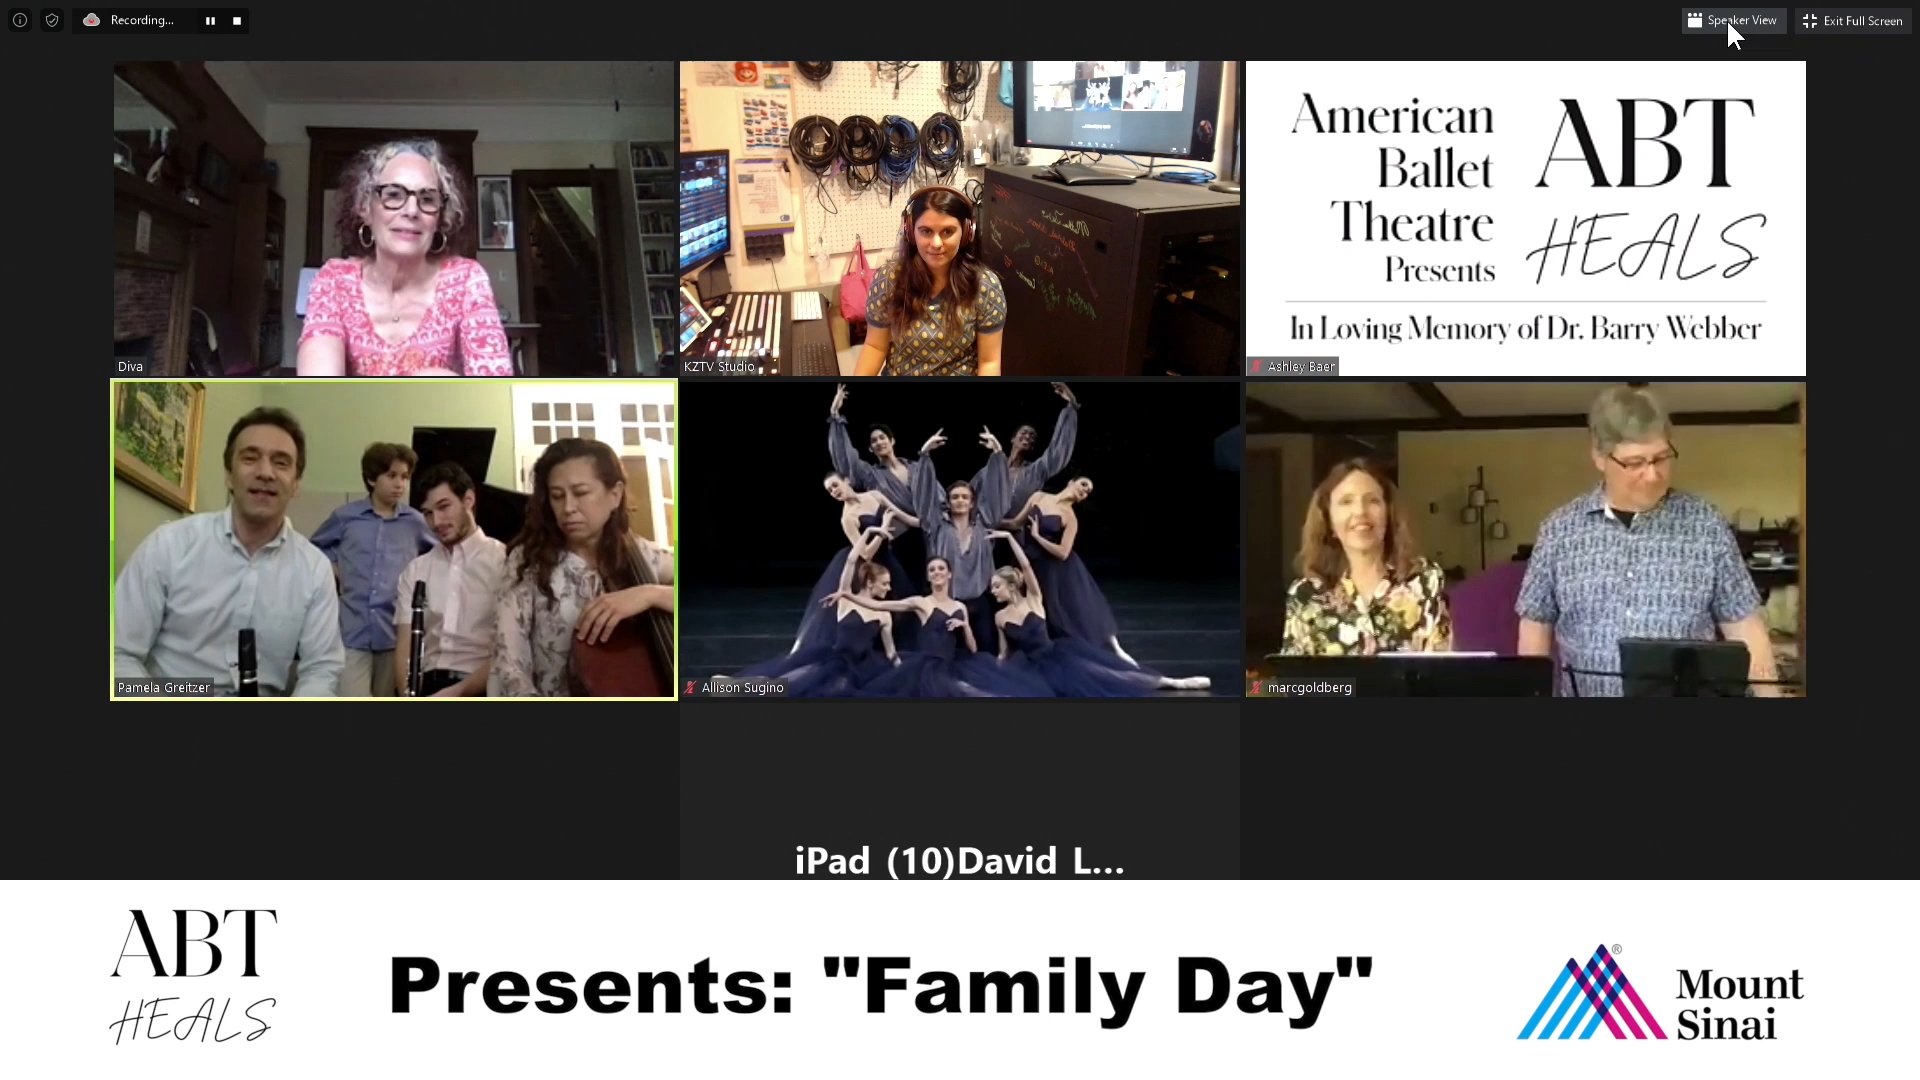 Recording...
Speaker View
Exit Full Screen
Diva
KZTV Studio
American
Ballet
Theatre
Presents
ABT
HEALS
In Loving Memory of Dr. Barry Webber
Ashley Baer
Pamela Greitzer
Allison Sugino
marcgoldberg
iPad (10)David L...
ABT
HEALS
Presents: "Family Day"
®
Mount
Sinai